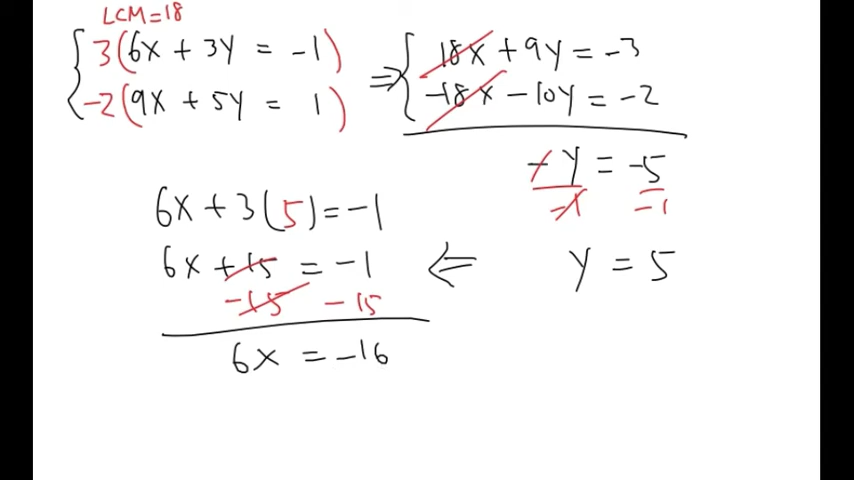 LCM=18
3(6x + 3y = -1) ⇒ 18x + 9y = -3
-2(9x + 5y = 1) -18x - 10y = -2
-y = -5
-1 -1
6x + 3(5) = -1
6x + 15 = -1 ⇐ y = 5
-15 -15
6x = -16